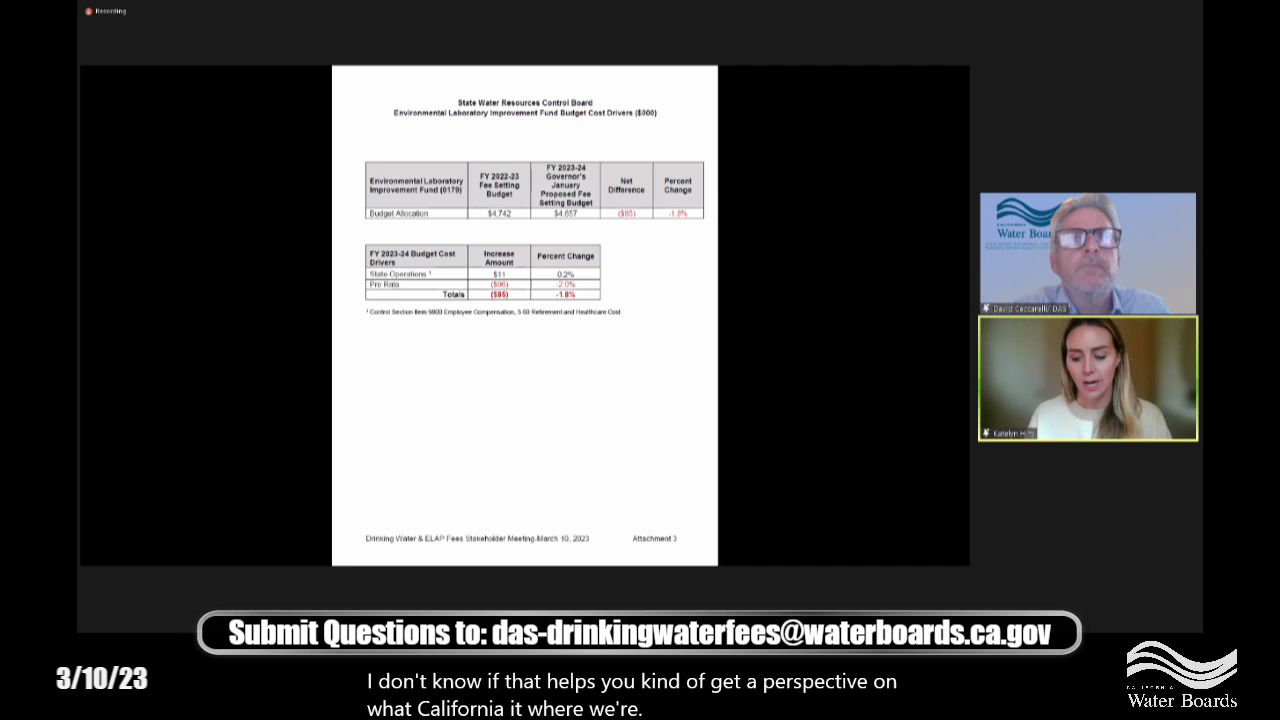 Recording
State Water Resources Control Board
Environmental Laboratory Improvement Fund Budget Cost Drivers ($000)
Environmental Laboratory Improvement Fund (0179)
FY 2022-23 Fee Setting Budget
FY 2023-24 Governor's January Proposed Fee Setting Budget
Net Difference
Percent Change
Budget Allocation $4,742 $4,657 ($85) -1.8%
FY 2023-24 Budget Cost Drivers
Increase Amount
Percent Change
State Operations ¹ $11 0.2%
Pro Rata ($96) -2.0%
Totals ($85) -1.8%
¹ Control Section Item 9800 Employee Compensation, 3.60 Retirement and Healthcare Cost
Drinking Water & ELAP Fees Stakeholder Meeting-March 10, 2023 Attachment 3
CALIFORNIA
Water Boar
David Ceccarelli/ DAS
Katelyn
Submit Questions to: das-drinkingwaterfees@waterboards.ca.gov
3/10/23
I don't know if that helps you kind of get a perspective on
what California it where we're.
CALIFORNIA
Water Boards